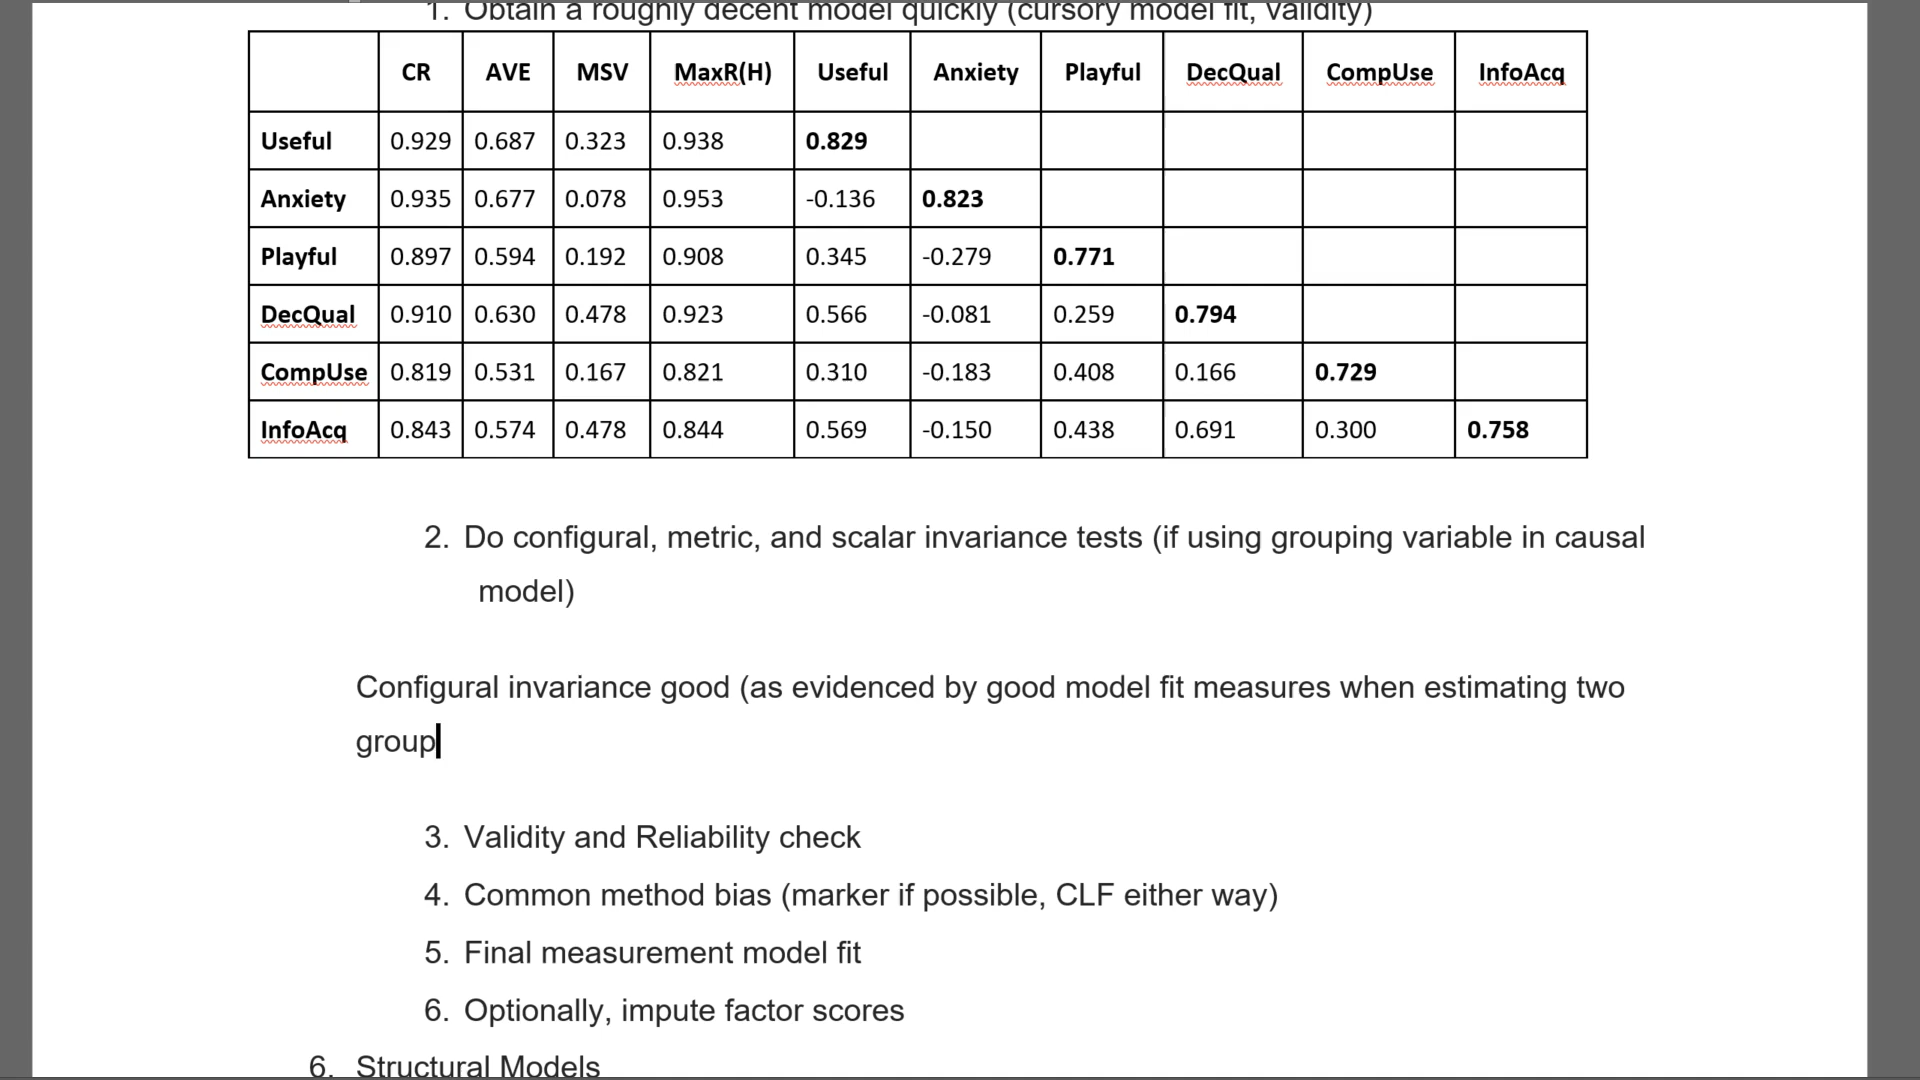 1. Obtain a roughly decent model quickly (cursory model fit, validity)
CR AVE MSV MaxR(H) Useful Anxiety Playful DecQual CompUse InfoAcq
Useful 0.929 0.687 0.323 0.938 0.829
Anxiety 0.935 0.677 0.078 0.953 -0.136 0.823
Playful 0.897 0.594 0.192 0.908 0.345 -0.279 0.771
DecQual 0.910 0.630 0.478 0.923 0.566 -0.081 0.259 0.794
CompUse 0.819 0.531 0.167 0.821 0.310 -0.183 0.408 0.166 0.729
InfoAcq 0.843 0.574 0.478 0.844 0.569 -0.150 0.438 0.691 0.300 0.758
2. Do configural, metric, and scalar invariance tests (if using grouping variable in causal
model)
Configural invariance good (as evidenced by good model fit measures when estimating two
group
3. Validity and Reliability check
4. Common method bias (marker if possible, CLF either way)
5. Final measurement model fit
6. Optionally, impute factor scores
6. Structural Models